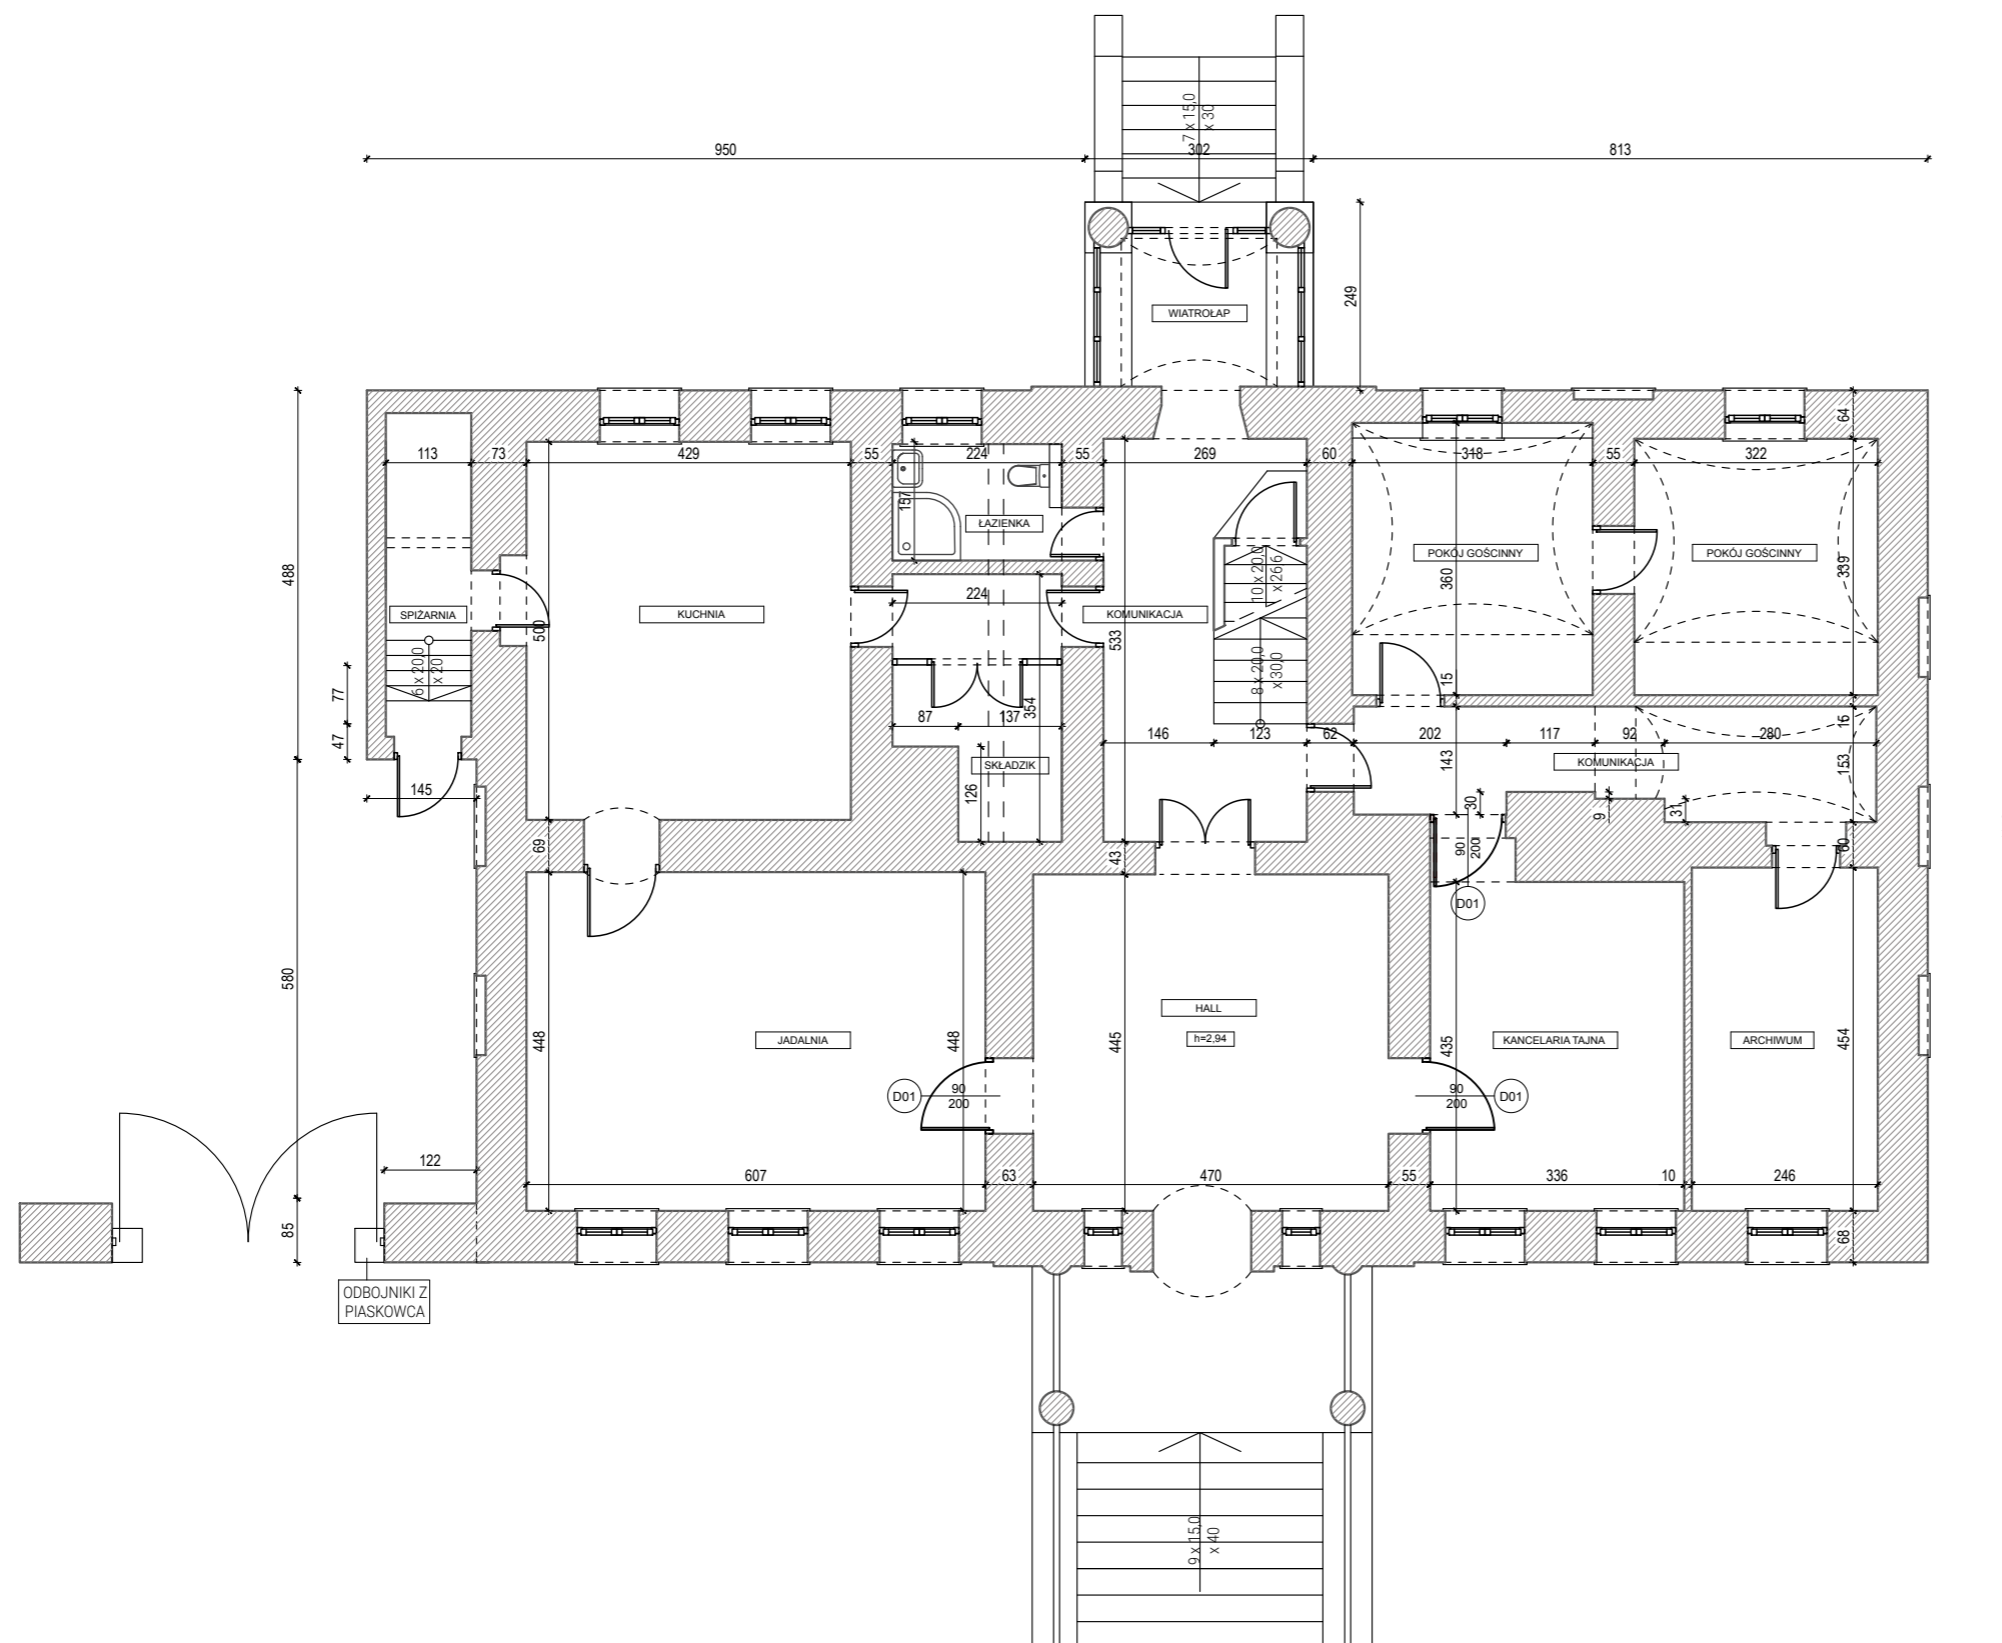 7 x 15,0
x 30
950
302
813
249
WIATROŁAP
64
113
73
429
55
224
55
269
60
318
55
322
157
ŁAZIENKA
488
10 x 20,0
x 26,6
POKÓJ GOŚCINNY
POKÓJ GOŚCINNY
360
339
SPIŻARNIA
KUCHNIA
224
KOMUNIKACJA
500
533
6 x 20,0
x 20
8 x 20,0
x 30,0
77
47
354
15
15
87
137
146
123
62
202
117
92
280
143
153
KOMUNIKACJA
SKŁADZIK
126
145
30
9
31
69
43
90
200
60
D01
580
HALL
h=2,94
JADALNIA
KANCELARIA TAJNA
ARCHIWUM
448
448
445
435
454
D01
90
200
90
200
D01
122
607
63
470
55
336
10
246
85
68
ODBOJNIKI Z
PIASKOWCA
9 x 15,0
x 40